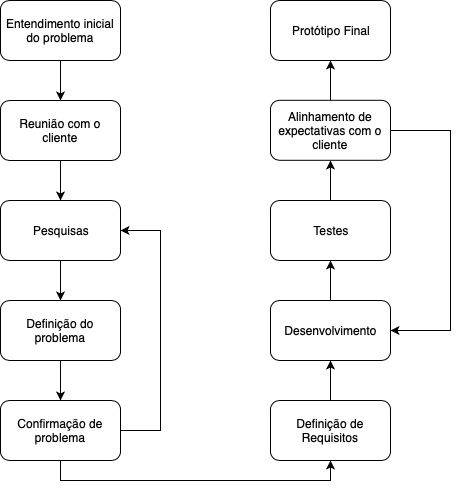 Entendimento inicial
do problema
Reunião com o
cliente
Pesquisas
Definição do
problema
Confirmação de
problema
Definição de
Requisitos
Desenvolvimento
Testes
Alinhamento de
expectativas com o
cliente
Protótipo Final